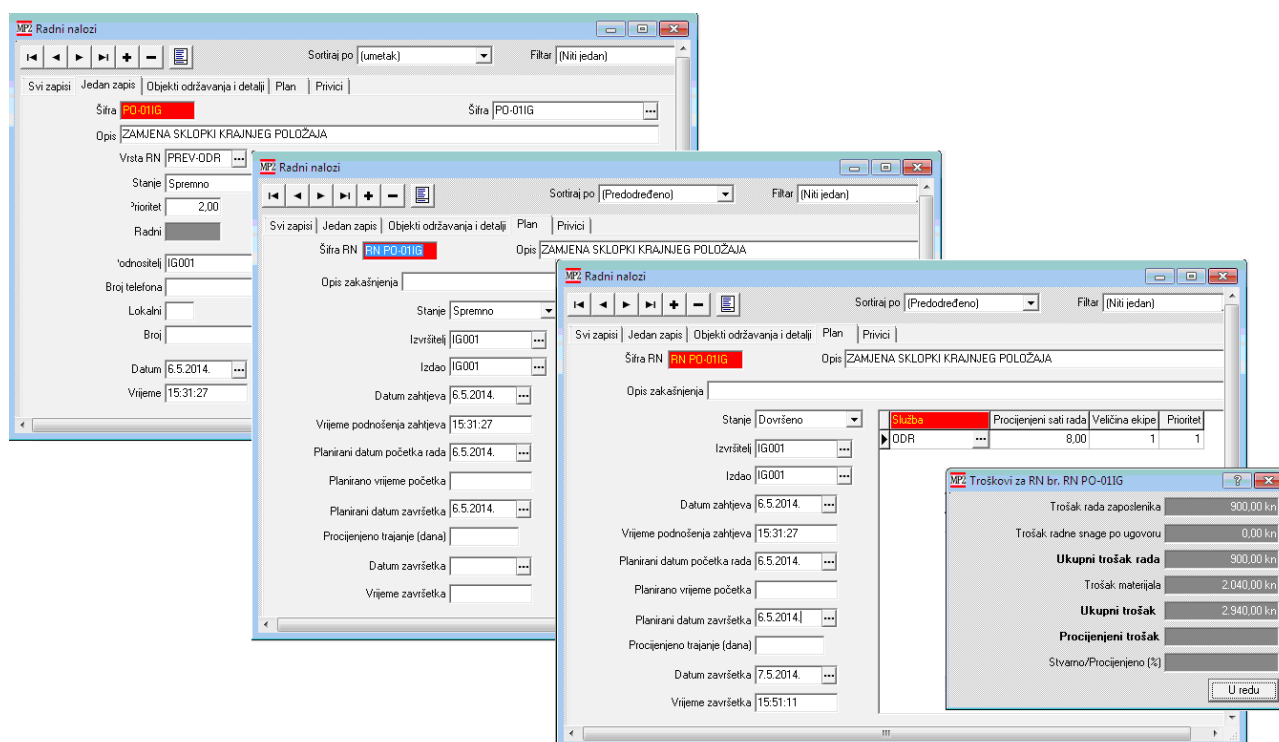 MP2 Radni nalozi
Sortiraj po (umetak) Filtar (Niti jedan)
Svi zapisi Jedan zapis Objekti održavanja i detalji Plan Privici
Šifra PO-01IG Šifra PO-01IG ...
Opis ZAMJENA SKLOPKI KRAJNJEG POLOŽAJA
Vrsta RN PREV-ODR ...
Stanje Spremno
Prioritet 2,00
Radni
Podnositelj IG001
Broj telefona
Lokalni
Broj
Datum 6.5.2014. ...
Vrijeme 15:31:27
MP2 Radni nalozi
Sortiraj po (Predodređeno) Filtar (Niti jedan)
Svi zapisi Jedan zapis Objekti održavanja i detalji Plan Privici
Šifra RN RN PO-01IG Opis ZAMJENA SKLOPKI KRAJNJEG POLOŽAJA
Opis zakašnjenja
Stanje Spremno
Izvršitelj IG001 ...
Izdao IG001 ...
Datum zahtjeva 6.5.2014. ...
Vrijeme podnošenja zahtjeva 15:31:27
Planirani datum početka rada 6.5.2014. ...
Planirano vrijeme početka
Planirani datum završetka 6.5.2014. ...
Procijenjeno trajanje (dana)
Datum završetka ...
Vrijeme završetka
MP2 Radni nalozi
Sortiraj po (Predodređeno) Filtar (Niti jedan)
Svi zapisi Jedan zapis Objekti održavanja i detalji Plan Privici
Šifra RN RN PO-01IG Opis ZAMJENA SKLOPKI KRAJNJEG POLOŽAJA
Opis zakašnjenja
Stanje Dovršeno
Izvršitelj IG001 ...
Izdao IG001 ...
Datum zahtjeva 6.5.2014. ...
Vrijeme podnošenja zahtjeva 15:31:27
Planirani datum početka rada 6.5.2014. ...
Planirano vrijeme početka
Planirani datum završetka 6.5.2014. ...
Procijenjeno trajanje (dana)
Datum završetka 7.5.2014. ...
Vrijeme završetka 15:51:11
Služba Procijenjeni sati rada Veličina ekipe Prioritet
ODR ... 8,00 1 1
MP2 Troškovi za RN br. RN PO-01IG
Trošak rada zaposlenika 900,00 kn
Trošak radne snage po ugovoru 0,00 kn
Ukupni trošak rada 900,00 kn
Trošak materijala 2.040,00 kn
Ukupni trošak 2.940,00 kn
Procijenjeni trošak
Stvarno/Procijenjeno (%)
U redu